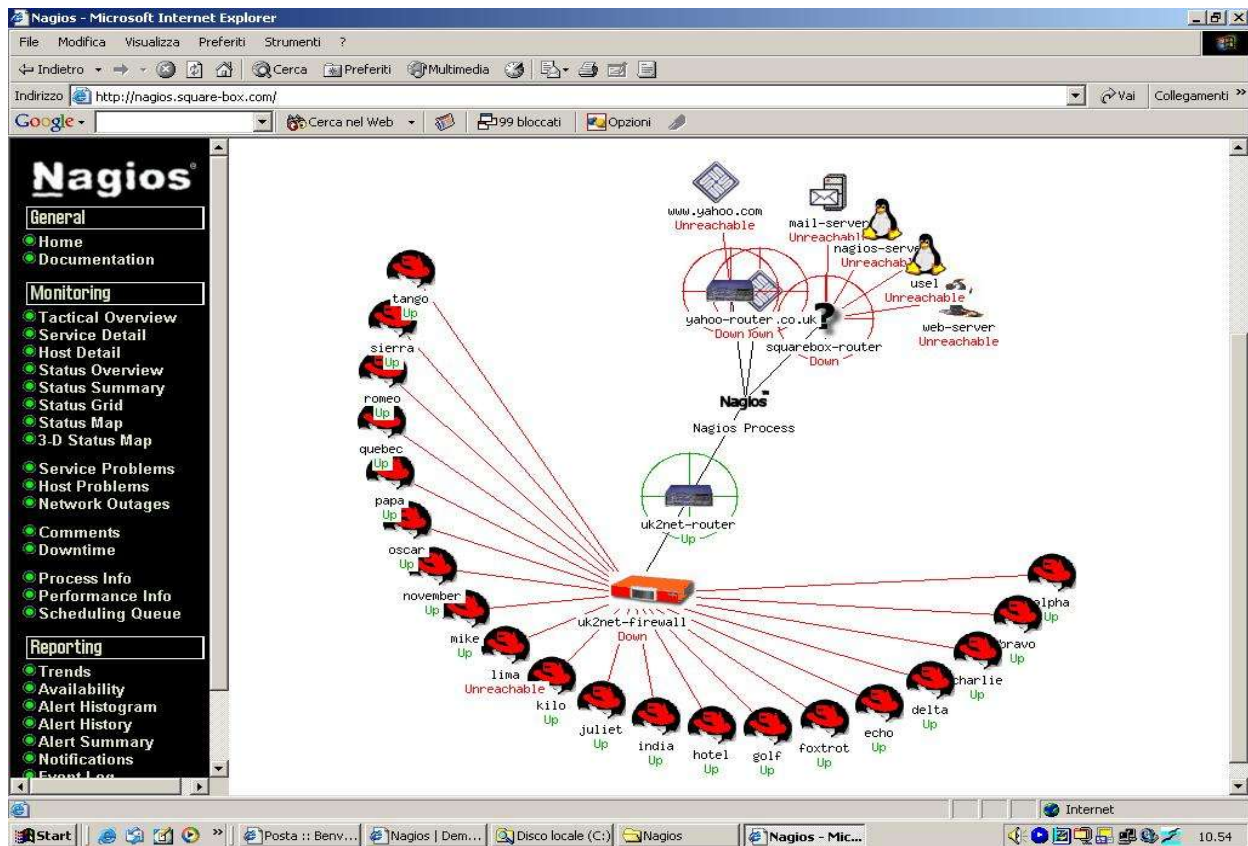 Nagios - Microsoft Internet Explorer
File Modifica Visualizza Preferiti Strumenti ?
Indietro Cerca Preferiti Multimedia
Indirizzo http://nagios.square-box.com/ Vai Collegamenti »
Google Cerca nel Web 99 bloccati Opzioni
Nagios®
General
Home
Documentation
Monitoring
Tactical Overview
Service Detail
Host Detail
Status Overview
Status Summary
Status Grid
Status Map
3-D Status Map
Service Problems
Host Problems
Network Outages
Comments
Downtime
Process Info
Performance Info
Scheduling Queue
Reporting
Trends
Availability
Alert Histogram
Alert History
Alert Summary
Notifications
Event Log
www.yahoo.com
Unreachable
mail-server
Unreachable
nagios-serve
Unreachable
usel
Unreachable
web-server
Unreachable
yahoo-router.co.uk
Down
squarebox-router
Down
Nagios
Nagios Process
uk2net-router
Up
uk2net-firewall
Down
tango
Up
sierra
Up
romeo
Up
quebec
Up
papa
Up
oscar
Up
november
Up
mike
Up
lima
Unreachable
kilo
Up
juliet
Up
india
Up
hotel
Up
golf
Up
foxtrot
Up
echo
Up
delta
Up
charlie
Up
bravo
Up
alpha
Up
Internet
Start » Posta :: Benv... Nagios | Dem... Disco locale (C:) Nagios Nagios - Mic... 10.54